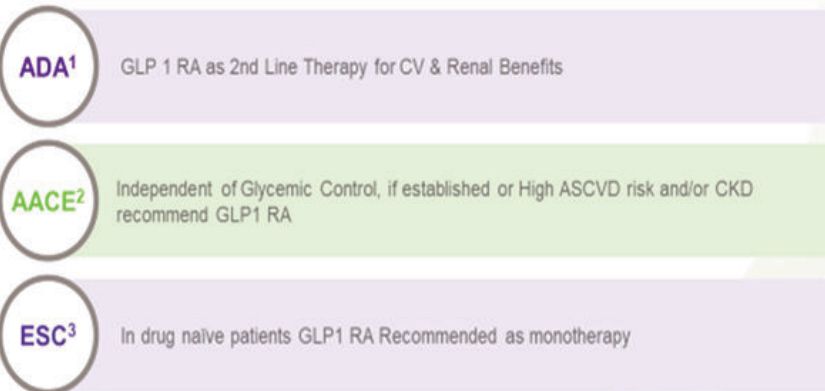 ADA¹
GLP 1 RA as 2nd Line Therapy for CV & Renal Benefits
AACE²
Independent of Glycemic Control, if established or High ASCVD risk and/or CKD
recommend GLP1 RA
ESC³
In drug naïve patients GLP1 RA Recommended as monotherapy